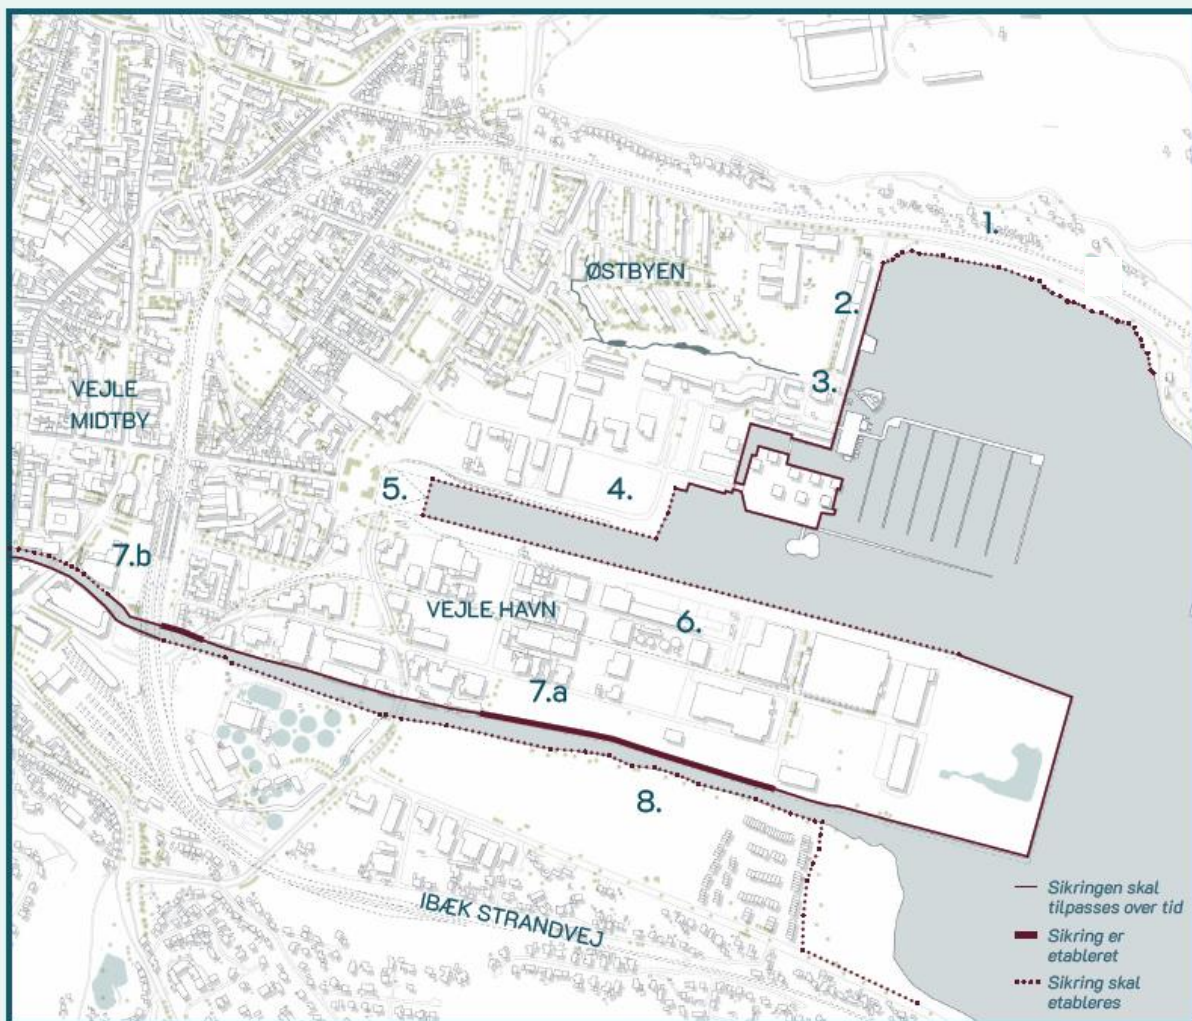 1.
ØSTBYEN
2.
3.
VEJLE
MIDTBY
5.
4.
7.b
VEJLE HAVN
6.
7.a
8.
IBÆK STRANDVEJ
Sikringen skal
tilpasses over tid
Sikring er
etableret
Sikring skal
etableres